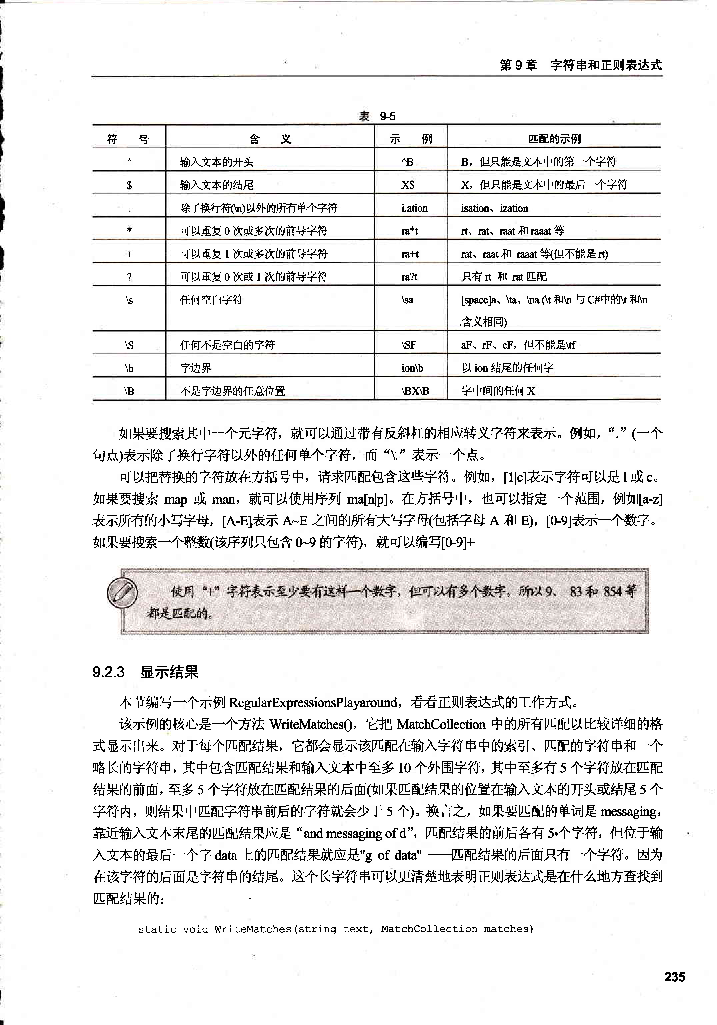 第 9 章 字符串和正则表达式
表 9-5
符 号 含 义 示 例 匹配的示例
^ 输入文本的开头 ^B B，但只能是文本中的第一个字符
$ 输入文本的结尾 X$ X，但只能是文本中的最后一个字符
. 除了换行符(\n)以外的所有单个字符 i.ation isation、ization
* 可以重复 0 次或多次的前导字符 ra*t rt、rat、raat 和 raaat 等
+ 可以重复 1 次或多次的前导字符 ra+t rat、raat 和 raaat 等(但不能是 rt)
? 可以重复 0 次或 1 次的前导字符 ra?t 只有 rt 和 rat 匹配
\s 任何空白字符 \sa [space]a、\ta、\na (\t 和\n 与 C#中的\t 和\n
含义相同)
\S 任何不是空白的字符 \SF aF、rF、cF，但不能是\tf
\b 字边界 ion\b 以 ion 结尾的任何字
\B 不是字边界的任意位置 \BX\B 字中间的任何 X
如果要搜索其中一个元字符，就可以通过带有反斜杠的相应转义字符来表示。例如，“.” (一个
句点)表示除了换行字符以外的任何单个字符，而“\.”表示一个点。
可以把替换的字符放在方括号中，请求匹配包含这些字符。例如，[1|c]表示字符可以是 1 或 c。
如果要搜索 map 或 man，就可以使用序列 ma[n|p]。在方括号中，也可以指定一个范围，例如[a-z]
表示所有的小写字母，[A-E]表示 A~E 之间的所有大写字母(包括字母 A 和 E)，[0-9]表示一个数字。
如果要搜索一个整数(该序列只包含 0~9 的字符)，就可以编写[0-9]+
使用“+”字符表示至少要有这样一个数字，但可以有多个数字，所以 9、 83 和 854 等
都是匹配的。
9.2.3 显示结果
本节编写一个示例 RegularExpressionsPlayaround，看看正则表达式的工作方式。
该示例的核心是一个方法 WriteMatches()，它把 MatchCollection 中的所有匹配以比较详细的格
式显示出来。对于每个匹配结果，它都会显示该匹配在输入字符串中的索引、匹配的字符串和一个
略长的字符串，其中包含匹配结果和输入文本中至多 10 个外围字符，其中至多有 5 个字符放在匹配
结果的前面，至多 5 个字符放在匹配结果的后面(如果匹配结果的位置在输入文本的开头或结尾 5 个
字符内，则结果中匹配字符串前后的字符就会少于 5 个)。换言之，如果要匹配的单词是 messaging，
靠近输入文本末尾的匹配结果应是“and messaging of d”，匹配结果的前后各有 5 个字符，但位于输
入文本的最后一个字 data 上的匹配结果就应是"g of data" ——匹配结果的后面只有一个字符。因为
在该字符的后面是字符串的结尾。这个长字符串可以更清楚地表明正则表达式是在什么地方查找到
匹配结果的：
static void WriteMatches(string text, MatchCollection matches)
235